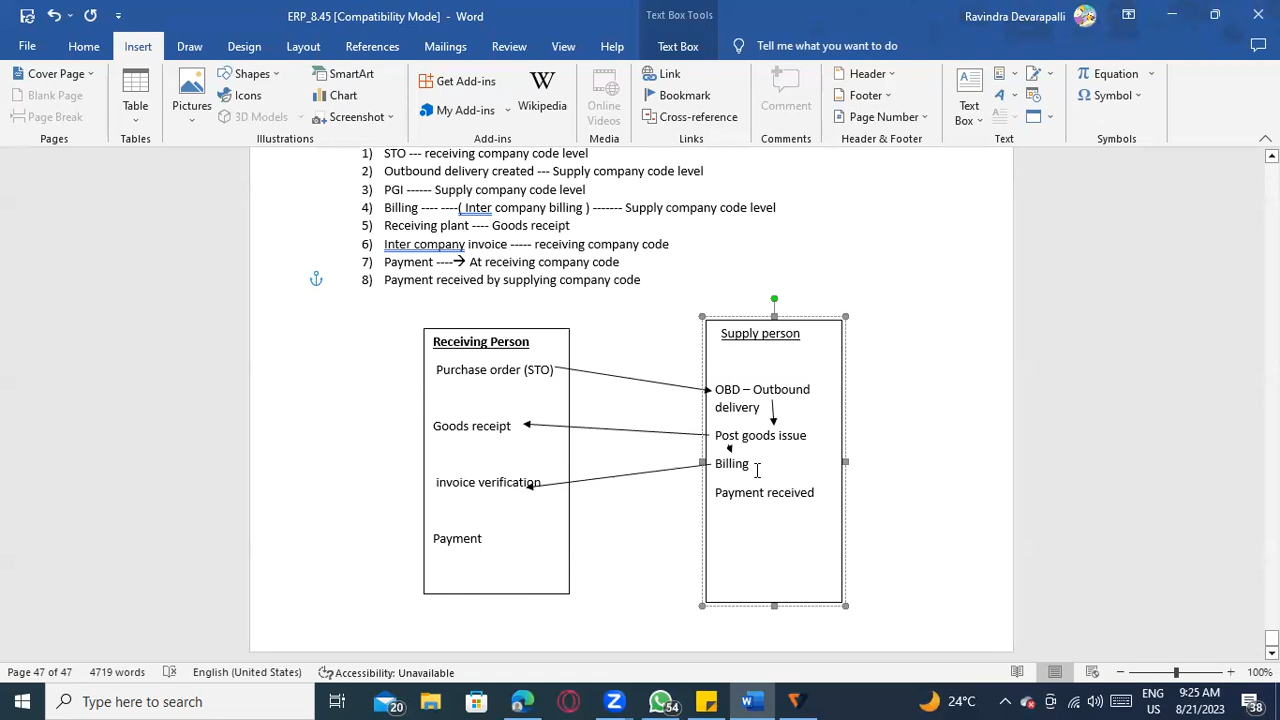 ERP_8.45 [Compatibility Mode] - Word
Text Box Tools
Ravindra Devarapalli
File Home Insert Draw Design Layout References Mailings Review View Help Text Box Tell me what you want to do
Cover Page
Blank Page
Page Break
Pages
Table
Tables
Pictures
Shapes
Icons
3D Models
SmartArt
Chart
Screenshot
Illustrations
Get Add-ins
My Add-ins
Wikipedia
Add-ins
Online Videos
Media
Link
Bookmark
Cross-reference
Links
Comment
Comments
Header
Footer
Page Number
Header & Footer
Text Box
Text
Equation
Symbol
Symbols
1) STO --- receiving company code level
2) Outbound delivery created --- Supply company code level
3) PGI ------ Supply company code level
4) Billing ---- ----( Inter company billing ) ------- Supply company code level
5) Receiving plant ---- Goods receipt
6) Inter company invoice ----- receiving company code
7) Payment ----→ At receiving company code
8) Payment received by supplying company code
Receiving Person
Purchase order (STO)
Goods receipt
invoice verification
Payment
Supply person
OBD – Outbound
delivery
Post goods issue
Billing
Payment received
Page 47 of 47 4719 words English (United States) Accessibility: Unavailable 100%
Type here to search
20
54
24°C
ENG
US
9:25 AM
8/21/2023
38